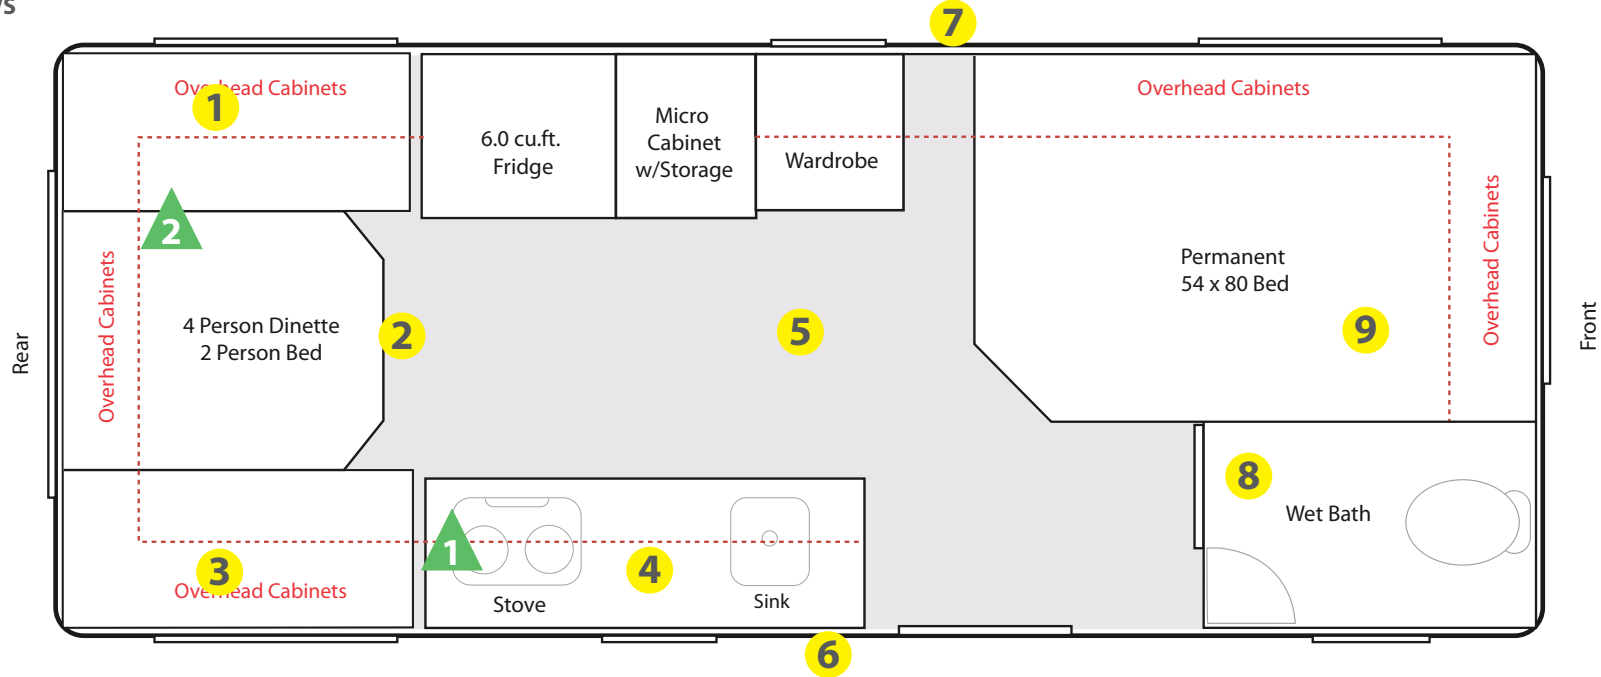 7
Overhead Cabinets
1
6.0 cu.ft.
Fridge
Micro
Cabinet
w/Storage
Wardrobe
Overhead Cabinets
2
Overhead Cabinets
4 Person Dinette
2 Person Bed
2
5
Permanent
54 x 80 Bed
9
Overhead Cabinets
Rear
Front
8
Wet Bath
1
3
Overhead Cabinets
4
Stove
Sink
6